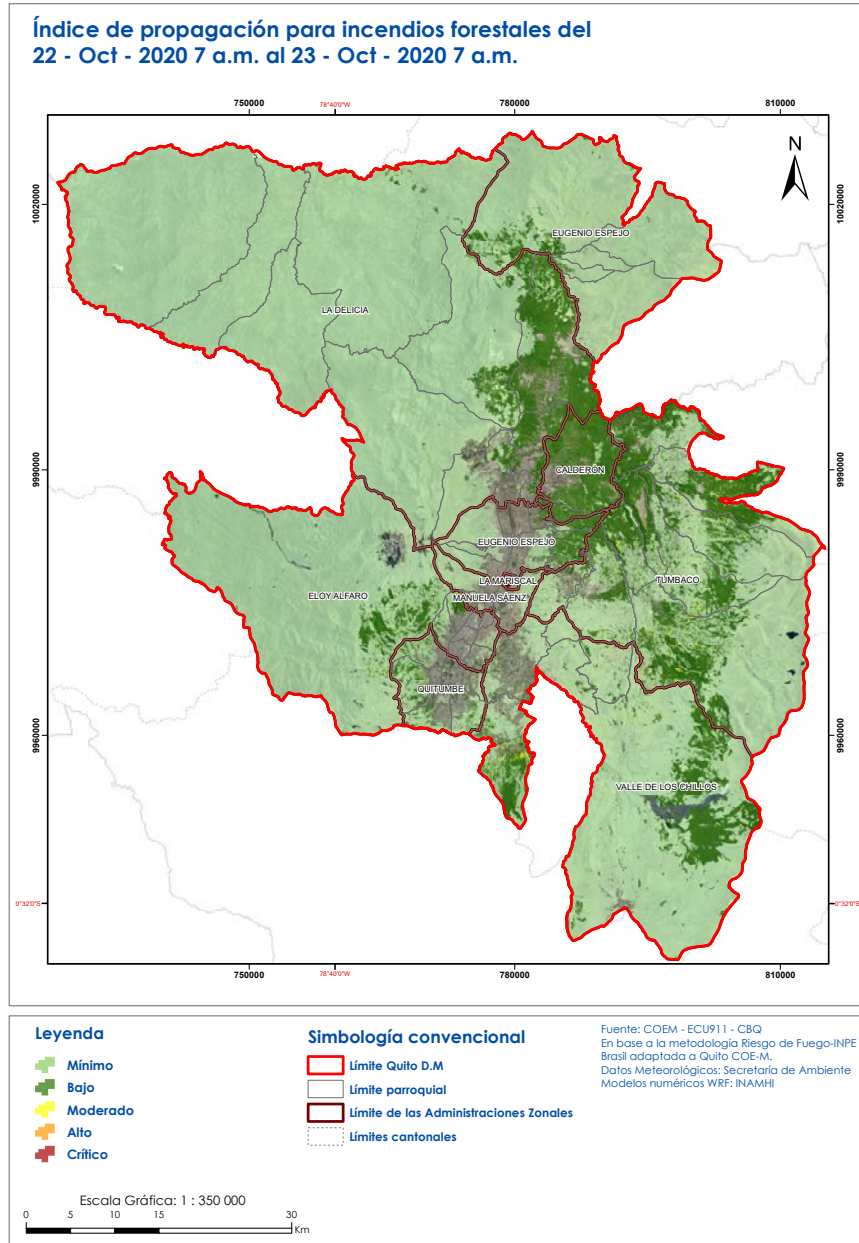 Índice de propagación para incendios forestales del
22 - Oct - 2020 7 a.m. al 23 - Oct - 2020 7 a.m.
750000
78°40'0"W
780000
810000
N
10020000
10020000
EUGENIO ESPEJO
LA DELICIA
9990000
9990000
CALDERÓN
EUGENIO ESPEJO
LA MARISCAL
TUMBACO
ELOY ALFARO
MANUELA SÁENZ
QUITUMBE
9960000
9960000
VALLE DE LOS CHILLOS
0°32'0"S
0°32'0"S
750000
78°40'0"W
780000
810000
Leyenda
Mínimo
Bajo
Moderado
Alto
Crítico
Simbología convencional
Límite Quito D.M
Límite parroquial
Límite de las Administraciones Zonales
Límites cantonales
Fuente: COEM - ECU911 - CBQ
En base a la metodología Riesgo de Fuego-INPE
Brasil adaptada a Quito COE-M.
Datos Meteorológicos: Secretaría de Ambiente
Modelos numéricos WRF: INAMHI
Escala Gráfica: 1 : 350 000
0 5 10 15 30
Km